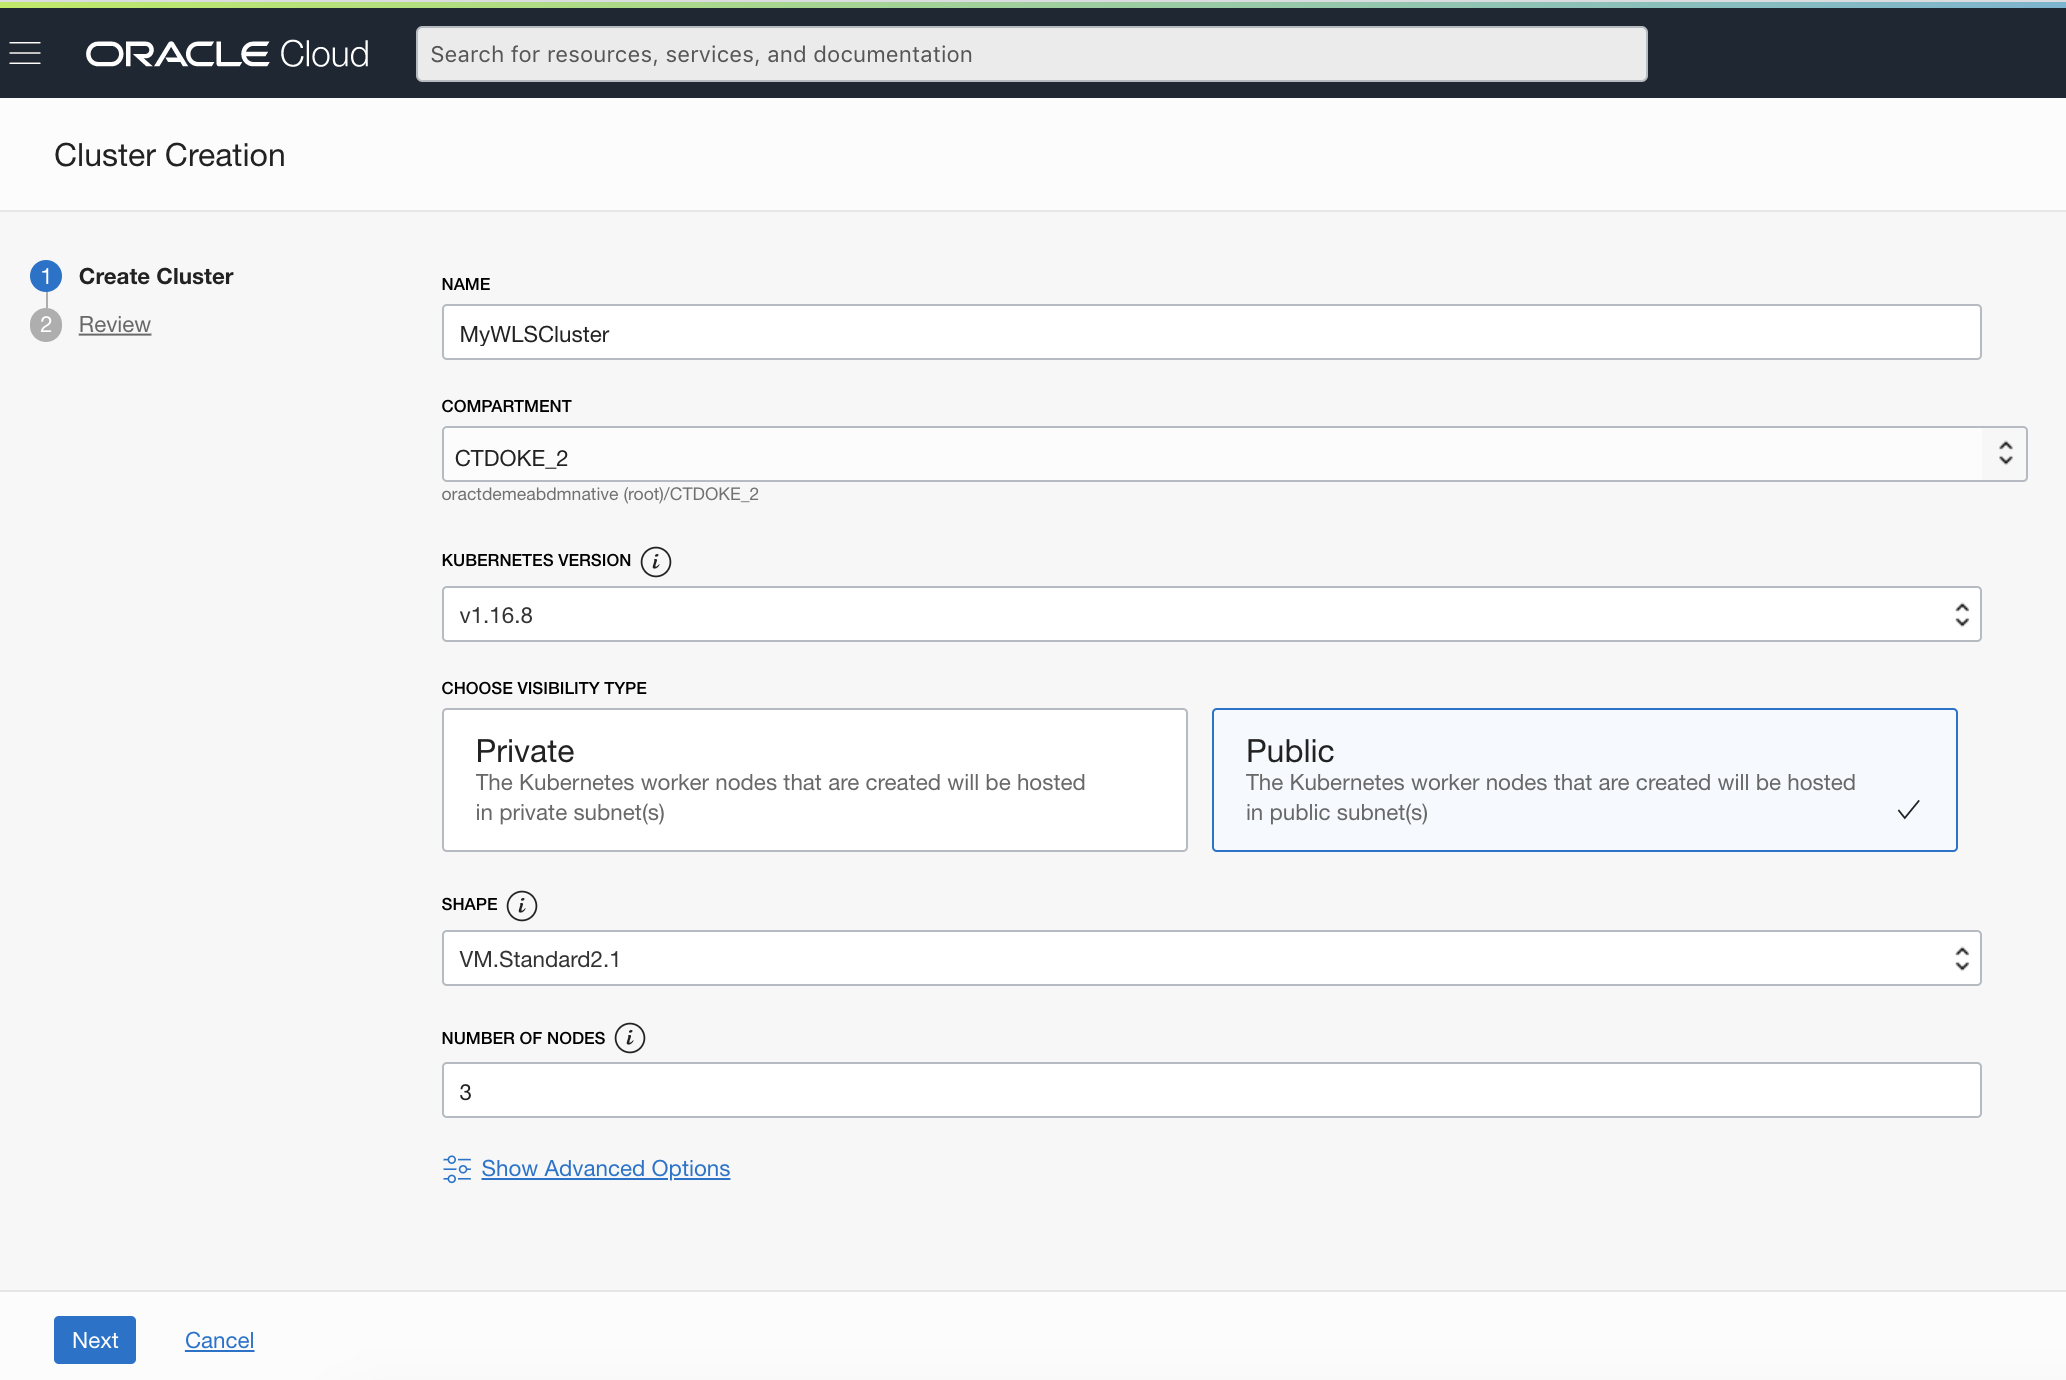 ORACLE Cloud
Search for resources, services, and documentation
Cluster Creation
1 Create Cluster
2 Review
NAME
MyWLSCluster
COMPARTMENT
CTDOKE_2
oractdemeabdmnative (root)/CTDOKE_2
KUBERNETES VERSION i
v1.16.8
CHOOSE VISIBILITY TYPE
Private
The Kubernetes worker nodes that are created will be hosted
in private subnet(s)
Public
The Kubernetes worker nodes that are created will be hosted
in public subnet(s)
SHAPE i
VM.Standard2.1
NUMBER OF NODES i
3
Show Advanced Options
Next
Cancel